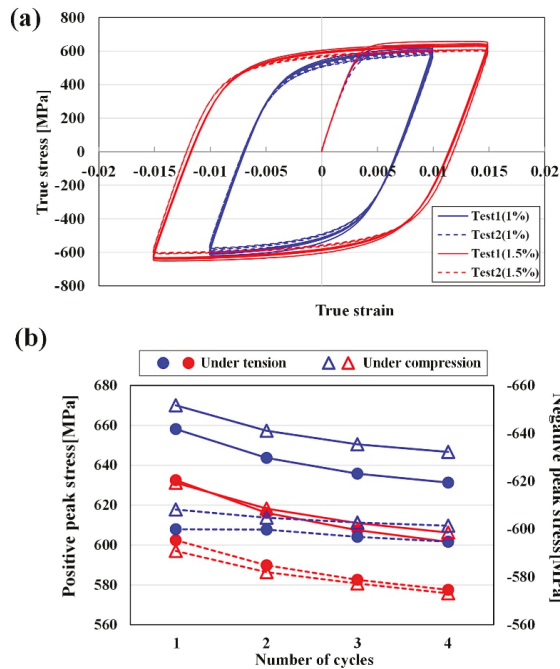 (a)
800
600
400
200
0
-200
-400
-600
-800
-0.02 -0.015 -0.01 -0.005 0 0.005 0.01 0.015 0.02
True stress [MPa]
True strain
Test1(1%)
Test2(1%)
Test1(1.5%)
Test2(1.5%)
(b)
Under tension Under compression
680
660
640
620
600
580
560
Positive peak stress[MPa]
-660
-640
-620
-600
-580
-560
Negative peak stress[MPa]
1 2 3 4
Number of cycles